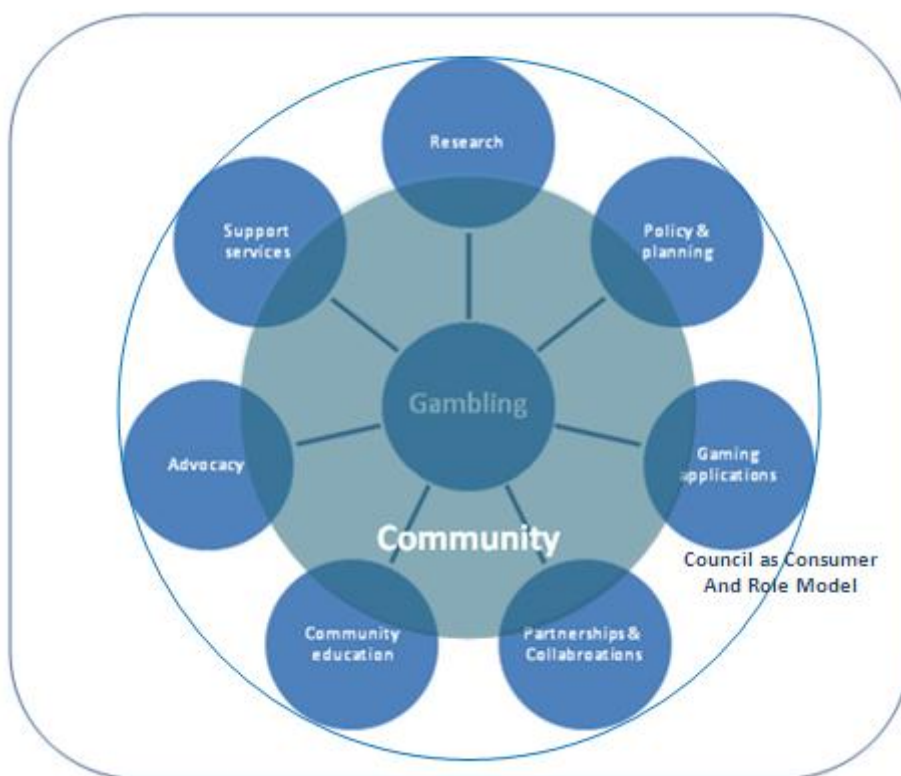 Research
Support
services
Policy &
planning
Gambling
Advocacy
Gaming
applications
Community
Council as Consumer
And Role Model
Community
education
Partnerships &
Collabroations